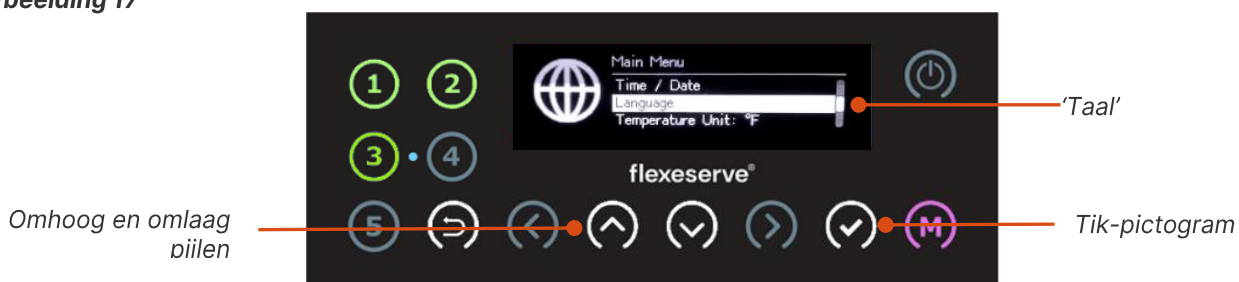 beelding 17
1 2
Main Menu
Time / Date
Language
Temperature Unit: °F
'Taal'
3 4
flexeserve®
Omhoog en omlaag
pijlen
5
M
Tik-pictogram